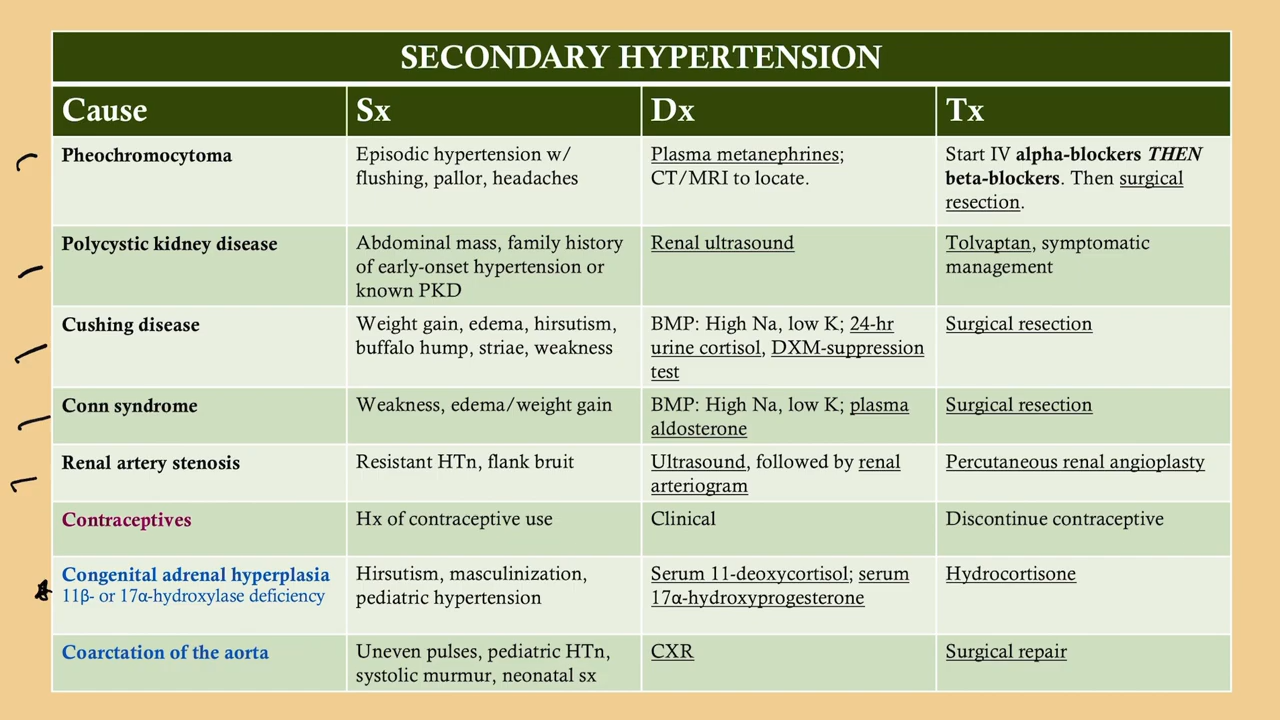 SECONDARY HYPERTENSION
Cause Sx Dx Tx
Pheochromocytoma
Episodic hypertension w/
flushing, pallor, headaches
Plasma metanephrines;
CT/MRI to locate.
Start IV alpha-blockers THEN
beta-blockers. Then surgical
resection.
Polycystic kidney disease
Abdominal mass, family history
of early-onset hypertension or
known PKD
Renal ultrasound
Tolvaptan, symptomatic
management
Cushing disease
Weight gain, edema, hirsutism,
buffalo hump, striae, weakness
BMP: High Na, low K; 24-hr
urine cortisol, DXM-suppression
test
Surgical resection
Conn syndrome
Weakness, edema/weight gain
BMP: High Na, low K; plasma
aldosterone
Surgical resection
Renal artery stenosis
Resistant HTn, flank bruit
Ultrasound, followed by renal
arteriogram
Percutaneous renal angioplasty
Contraceptives
Hx of contraceptive use
Clinical
Discontinue contraceptive
Congenital adrenal hyperplasia
11β- or 17α-hydroxylase deficiency
Hirsutism, masculinization,
pediatric hypertension
Serum 11-deoxycortisol; serum
17α-hydroxyprogesterone
Hydrocortisone
Coarctation of the aorta
Uneven pulses, pediatric HTn,
systolic murmur, neonatal sx
CXR
Surgical repair